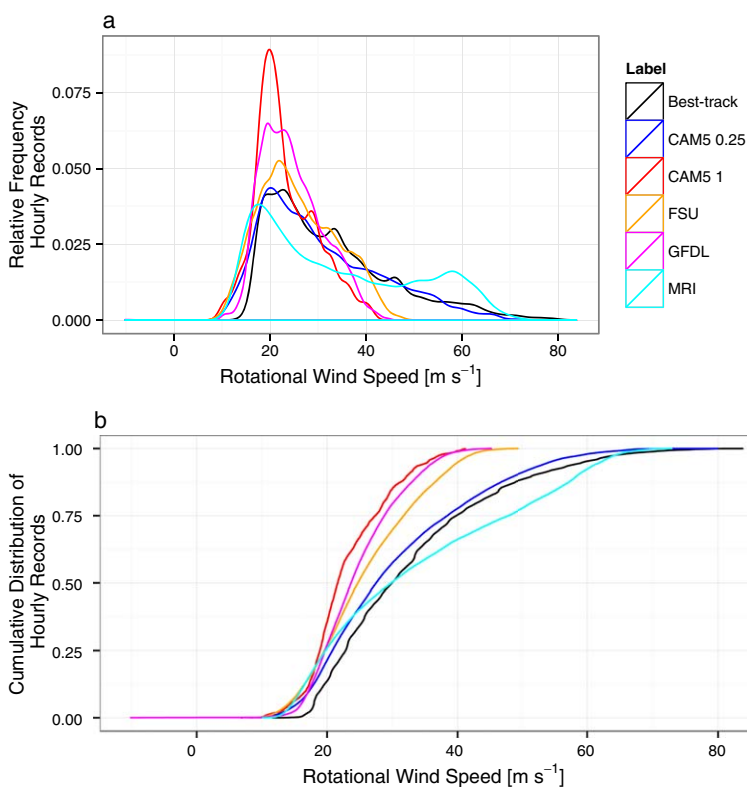 a
Relative Frequency
Hourly Records
0.075
0.050
0.025
0.000
0
20
40
60
80
Rotational Wind Speed [m s⁻¹]
Label
Best-track
CAM5 0.25
CAM5 1
FSU
GFDL
MRI
b
Cumulative Distribution of
Hourly Records
1.00
0.75
0.50
0.25
0.00
0
20
40
60
80
Rotational Wind Speed [m s⁻¹]